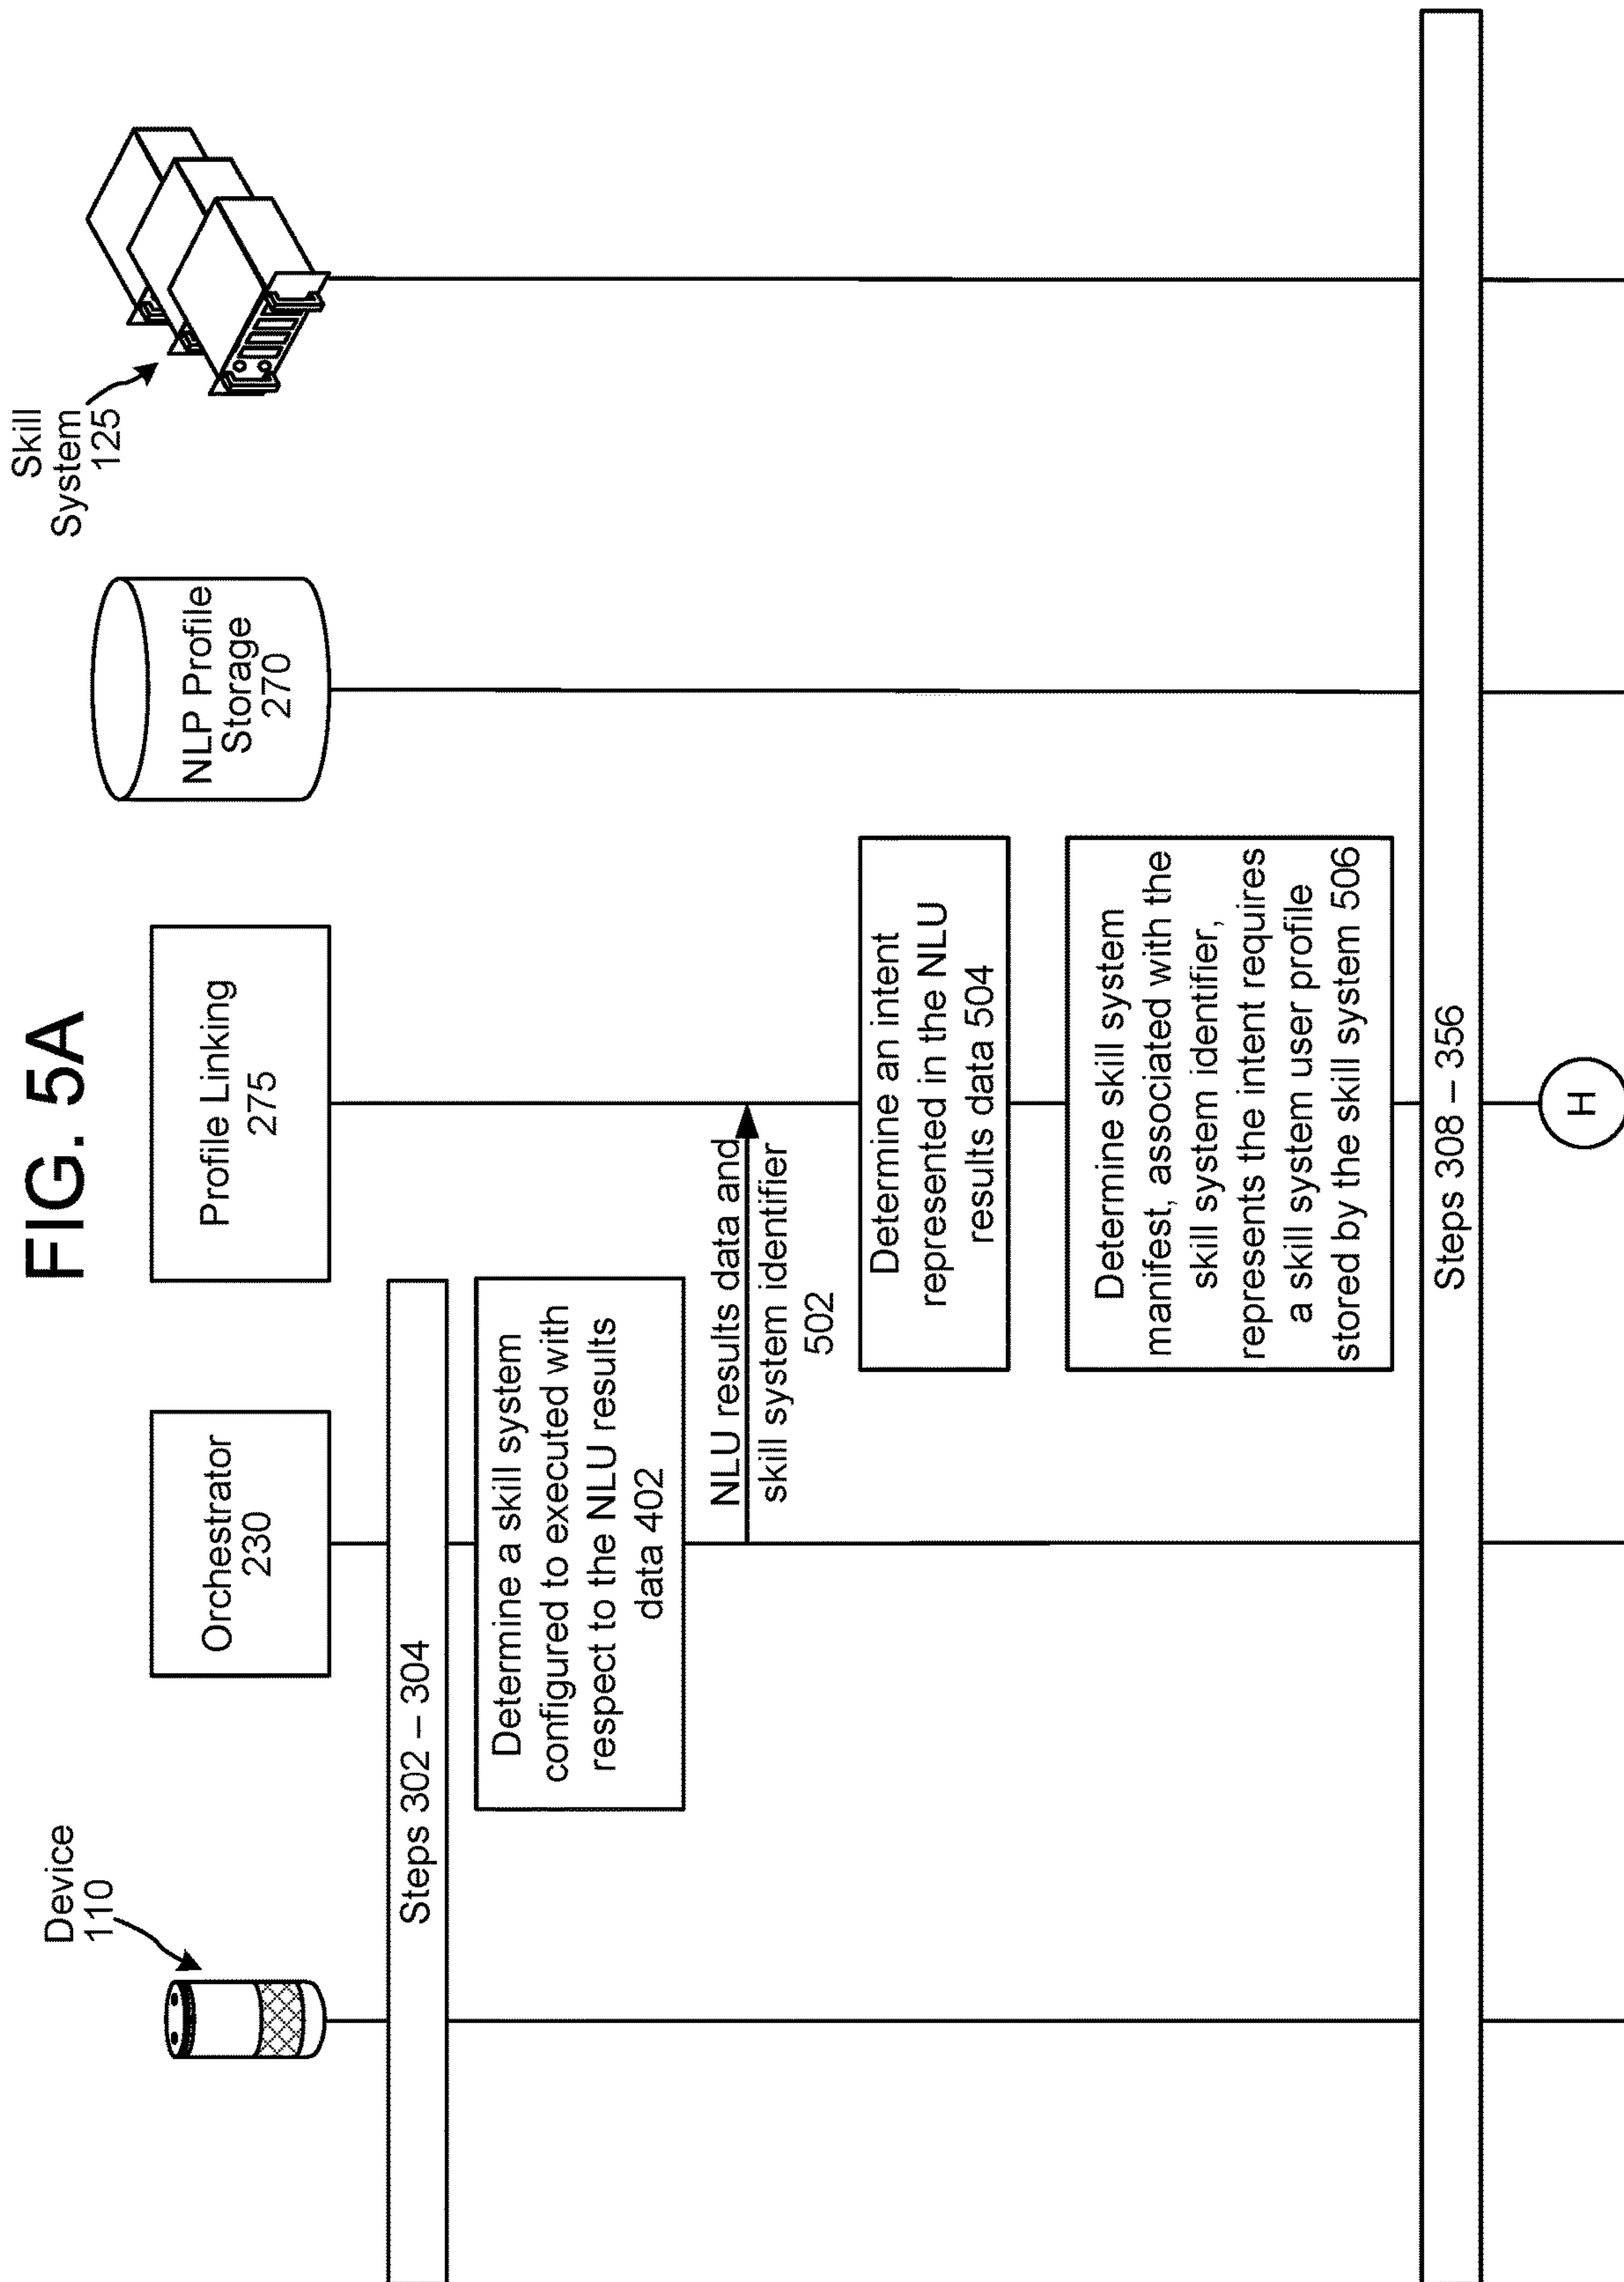 FIG. 5A
Device
110
Orchestrator
230
Profile Linking
275
NLP Profile
Storage
270
Skill
System
125
Steps 302 – 304
Determine a skill system
configured to executed with
respect to the NLU results
data 402
NLU results data and
skill system identifier
502
Determine an intent
represented in the NLU
results data 504
Determine skill system
manifest, associated with the
skill system identifier,
represents the intent requires
a skill system user profile
stored by the skill system 506
Steps 308 – 356
H